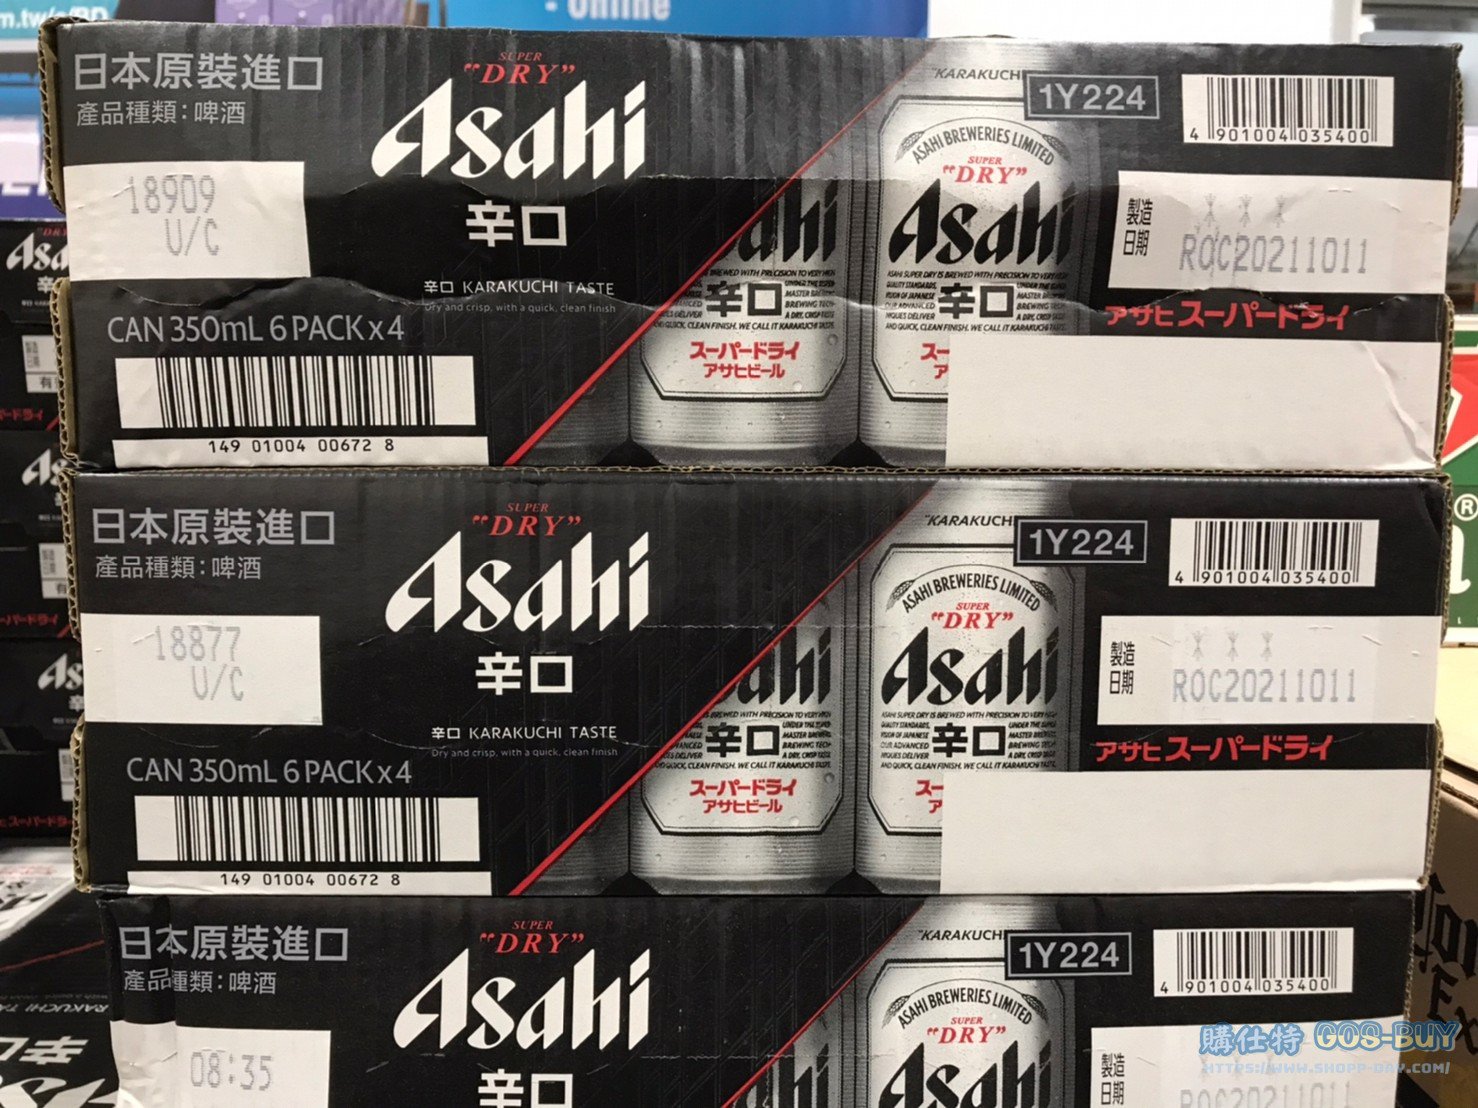 - Online
日本原裝進口
產品種類：啤酒
18909
U/C
SUPER
"DRY"
Asahi
辛口
辛口 KARAKUCHI TASTE
Dry and crisp, with a quick, clean finish
CAN 350mL 6 PACK x 4
149 01004 00672 8
"KARAKUCHI
ASAHI BREWERIES LIMITED
SUPER
"DRY"
Asahi
辛口
スーパードライ
アサヒビール
1Y224
4 901004 035400
製造
日期
ROC20211011
アサヒスーパードライ
日本原裝進口
產品種類：啤酒
18877
U/C
SUPER
"DRY"
Asahi
辛口
辛口 KARAKUCHI TASTE
Dry and crisp, with a quick, clean finish
CAN 350mL 6 PACK x 4
149 01004 00672 8
"KARAKUCHI
ASAHI BREWERIES LIMITED
SUPER
"DRY"
Asahi
辛口
スーパードライ
アサヒビール
1Y224
4 901004 035400
製造
日期
ROC20211011
アサヒスーパードライ
日本原裝進口
產品種類：啤酒
08:35
SUPER
"DRY"
Asahi
辛口
"KARAKUCHI
ASAHI BREWERIES LIMITED
SUPER
"DRY"
Asahi
1Y224
4 901004 035400
製造
日期
ROC20211011
購仕特 GOS-BUY
HTTPS://WWW.SHOPP-DAY.COM/